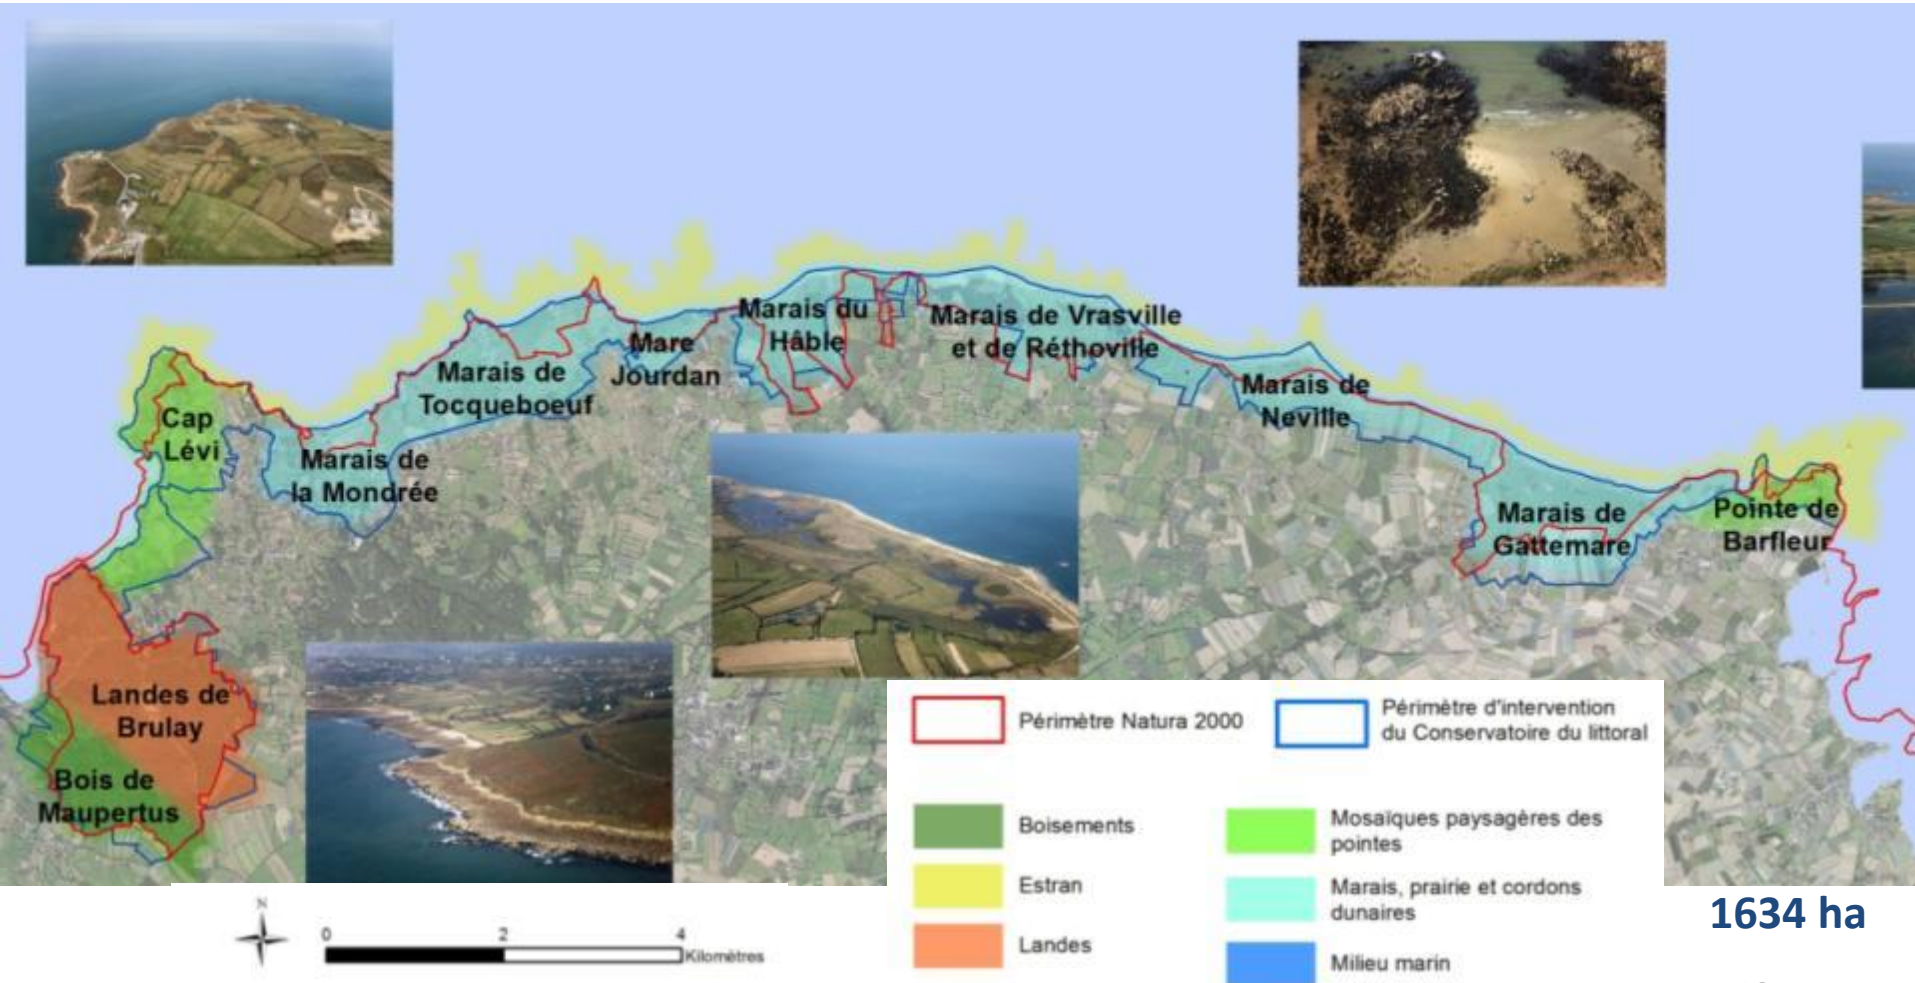 Marais du
Hâble
Marais de Vrasville
et de Réthoville
Mare
Jourdan
Marais de
Tocqueboeuf
Cap
Lévi
Marais de
la Mondrée
Marais de
Neville
Marais de
Gattemare
Pointe de
Barfleur
Landes de
Brulay
Bois de
Maupertus
Périmètre Natura 2000
Périmètre d'intervention
du Conservatoire du littoral
Boisements
Estran
Landes
Mosaïques paysagères des
pointes
Marais, prairie et cordons
dunaires
Milieu marin
1634 ha
N
0 2 4
Kilomètres